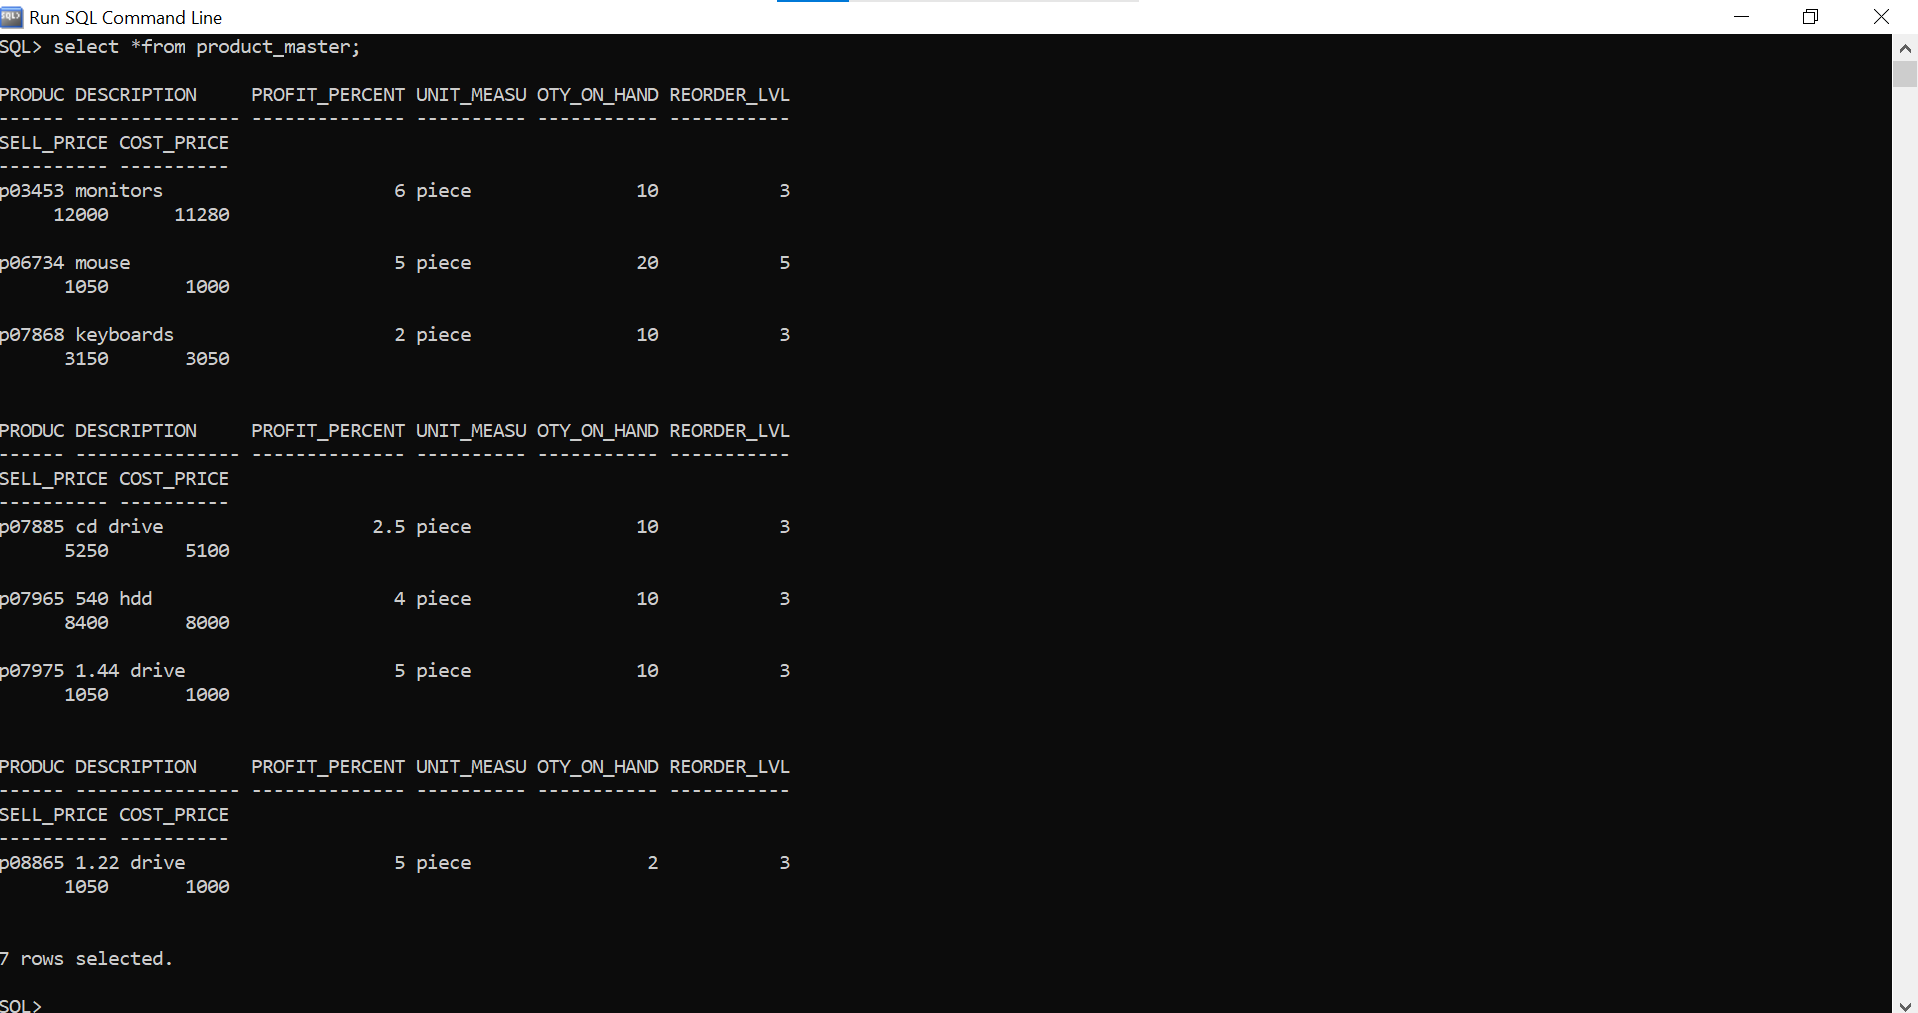 Run SQL Command Line
SQL> select *from product_master;
PRODUC DESCRIPTION     PROFIT_PERCENT UNIT_MEASU OTY_ON_HAND REORDER_LVL
------ --------------- -------------- ---------- ----------- -----------
SELL_PRICE COST_PRICE
---------- ----------
p03453 monitors                     6 piece               10           3
     12000      11280
p06734 mouse                        5 piece               20           5
      1050       1000
p07868 keyboards                    2 piece               10           3
      3150       3050
PRODUC DESCRIPTION     PROFIT_PERCENT UNIT_MEASU OTY_ON_HAND REORDER_LVL
------ --------------- -------------- ---------- ----------- -----------
SELL_PRICE COST_PRICE
---------- ----------
p07885 cd drive                   2.5 piece               10           3
      5250       5100
p07965 540 hdd                      4 piece               10           3
      8400       8000
p07975 1.44 drive                   5 piece               10           3
      1050       1000
PRODUC DESCRIPTION     PROFIT_PERCENT UNIT_MEASU OTY_ON_HAND REORDER_LVL
------ --------------- -------------- ---------- ----------- -----------
SELL_PRICE COST_PRICE
---------- ----------
p08865 1.22 drive                   5 piece                2           3
      1050       1000
7 rows selected.
SQL>